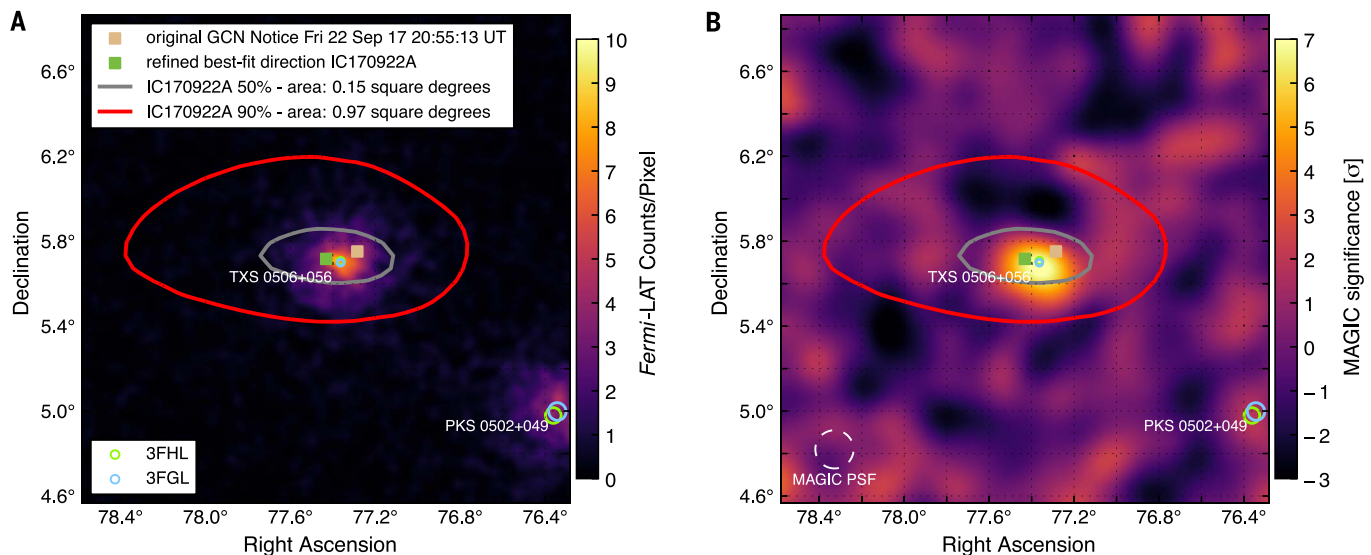 A
original GCN Notice Fri 22 Sep 17 20:55:13 UT
refined best-fit direction IC170922A
IC170922A 50% - area: 0.15 square degrees
IC170922A 90% - area: 0.97 square degrees
6.6°
6.2°
5.8°
5.4°
5.0°
4.6°
Declination
TXS 0506+056
PKS 0502+049
3FHL
3FGL
78.4°
78.0°
77.6°
77.2°
76.8°
76.4°
Right Ascension
10
9
8
7
6
5
4
3
2
1
0
Fermi-LAT Counts/Pixel
B
6.6°
6.2°
5.8°
5.4°
5.0°
4.6°
Declination
TXS 0506+056
PKS 0502+049
MAGIC PSF
78.4°
78.0°
77.6°
77.2°
76.8°
76.4°
Right Ascension
7
6
5
4
3
2
1
0
−1
−2
−3
MAGIC significance [σ]